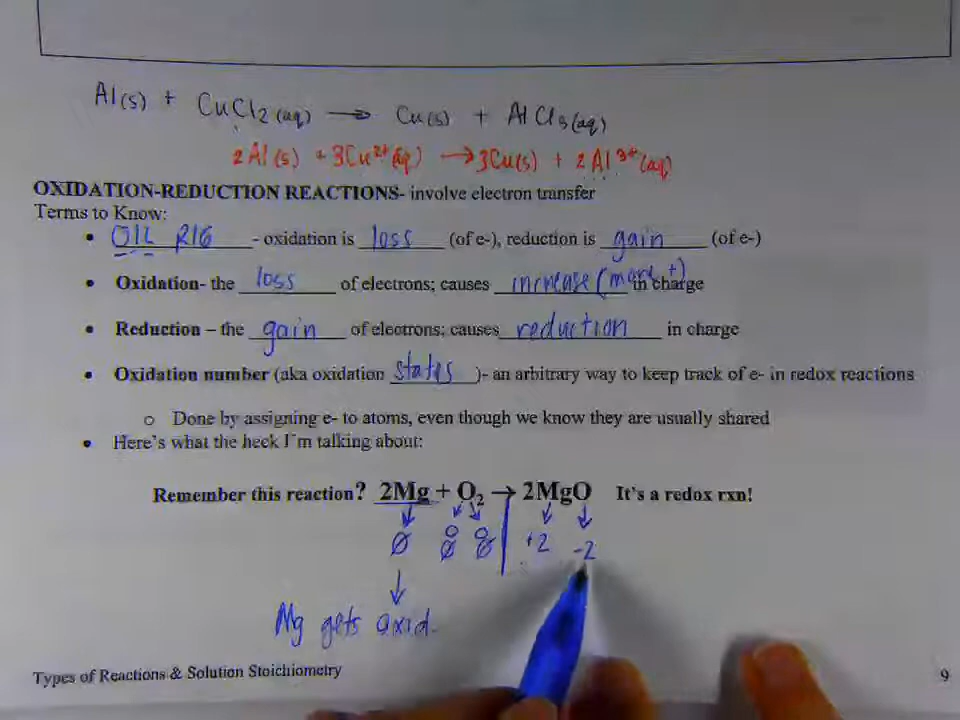 Al(s) + CuCl2(aq) → Cu(s) + AlCl3(aq)
2Al(s) + 3Cu2+(aq) → 3Cu(s) + 2Al3+(aq)
OXIDATION-REDUCTION REACTIONS- involve electron transfer
Terms to Know:
• OIL RIG - oxidation is loss (of e-), reduction is gain (of e-)
• Oxidation- the loss of electrons; causes increase (more +) in charge
• Reduction – the gain of electrons; causes reduction in charge
• Oxidation number (aka oxidation states)- an arbitrary way to keep track of e- in redox reactions
o Done by assigning e- to atoms, even though we know they are usually shared
• Here's what the heck I'm talking about:
Remember this reaction? 2Mg + O2 → 2MgO It's a redox rxn!
0 0 0 +2 -2
Mg gets oxid.
Types of Reactions & Solution Stoichiometry 9